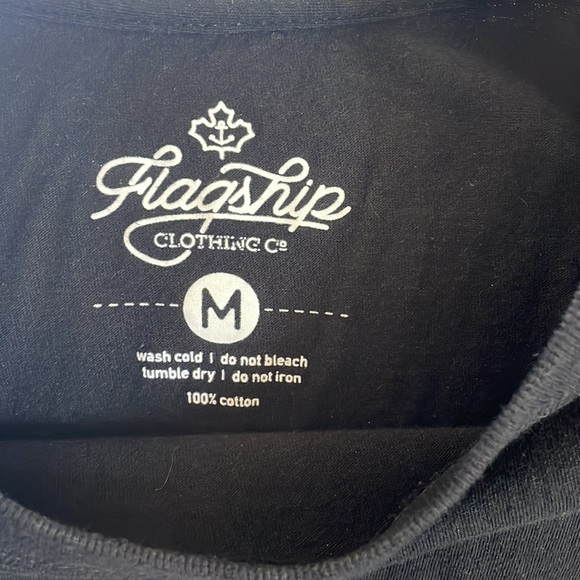 Flagship
CLOTHING Cº
M
wash cold | do not bleach
tumble dry | do not iron
100% cotton